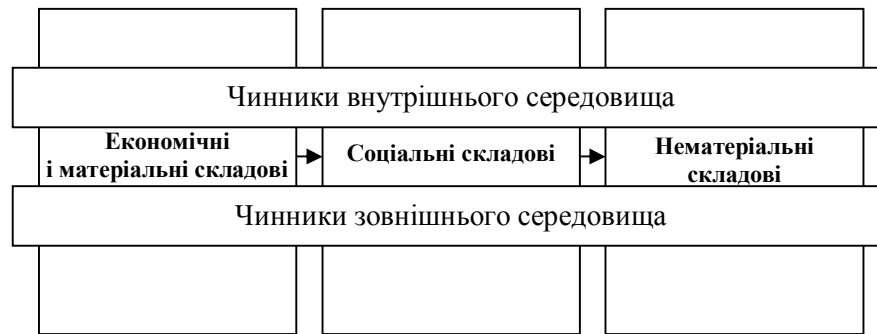 Чинники внутрішнього середовища
Економічні
і матеріальні складові
Соціальні складові
Нематеріальні
складові
Чинники зовнішнього середовища